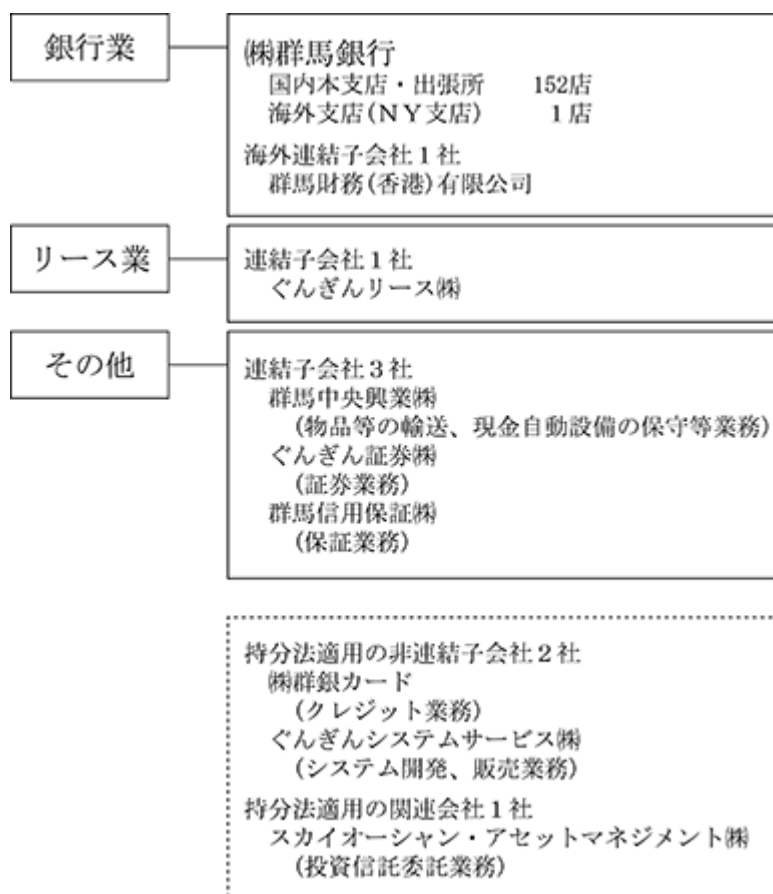 銀行業
㈱群馬銀行
国内本支店・出張所 152店
海外支店(ＮＹ支店) 1店
海外連結子会社１社
群馬財務(香港)有限公司
リース業
連結子会社１社
ぐんぎんリース㈱
その他
連結子会社３社
群馬中央興業㈱
(物品等の輸送、現金自動設備の保守等業務)
ぐんぎん証券㈱
(証券業務)
群馬信用保証㈱
(保証業務)
持分法適用の非連結子会社２社
㈱群銀カード
(クレジット業務)
ぐんぎんシステムサービス㈱
(システム開発、販売業務)
持分法適用の関連会社１社
スカイオーシャン・アセットマネジメント㈱
(投資信託委託業務)